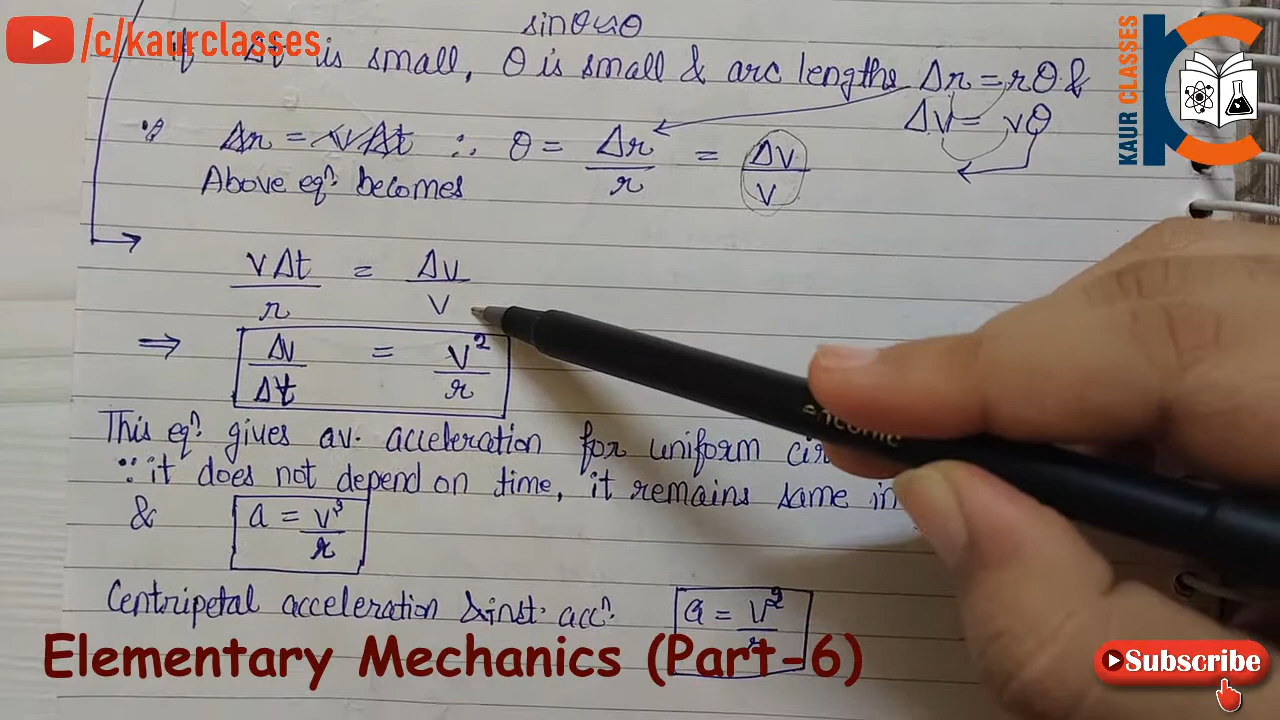 /c/kaurclasses
KAUR CLASSES
sinθ≈θ
If Δt is small, θ is small & arc lengths Δr = rθ &
Δv = vθ
Δr = vΔt ∴ θ = Δr/r = Δv/v
Above eqⁿ. becomes
vΔt/r = Δv/v
⇒ Δv/Δt = v²/r
This eqⁿ. gives av. acceleration for uniform cir
∵ it does not depend on time, it remains same in
& a = v²/r
Centripetal acceleration & inst. accⁿ. a = v²/r
Elementary Mechanics (Part-6)
Subscribe